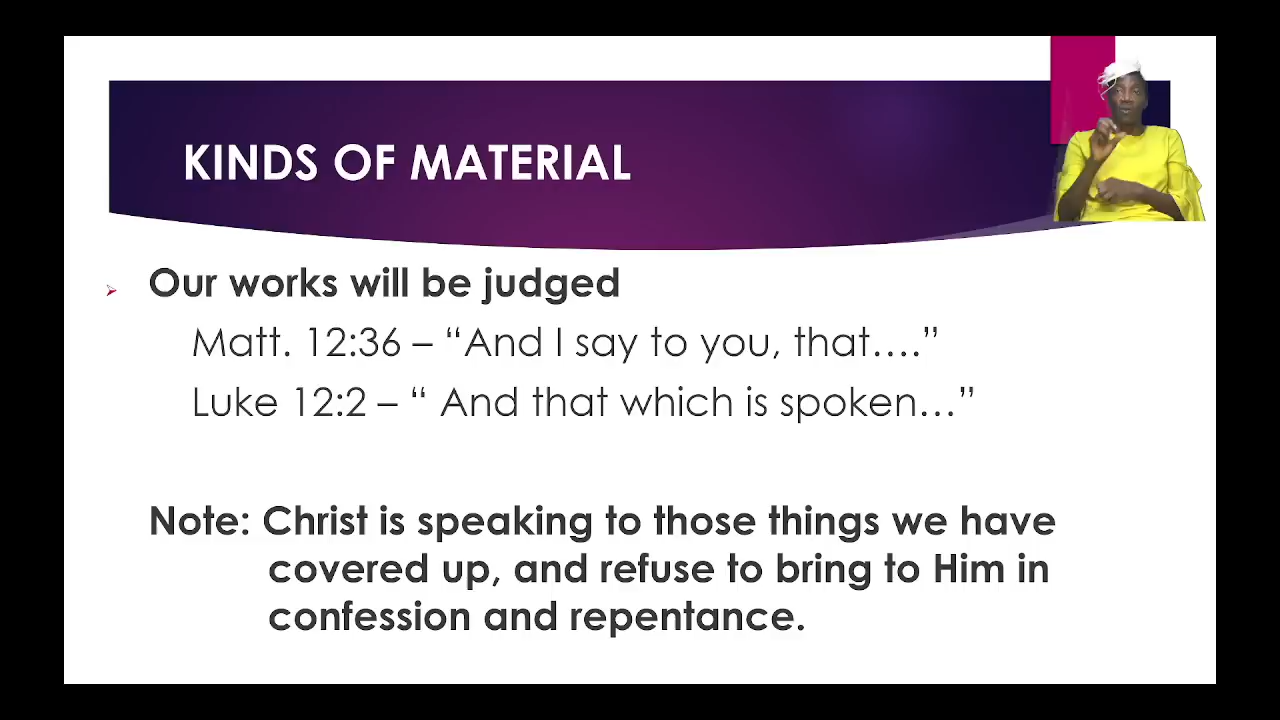 KINDS OF MATERIAL
Our works will be judged
Matt. 12:36 – “And I say to you, that….”
Luke 12:2 – “ And that which is spoken…”
Note: Christ is speaking to those things we have
covered up, and refuse to bring to Him in
confession and repentance.